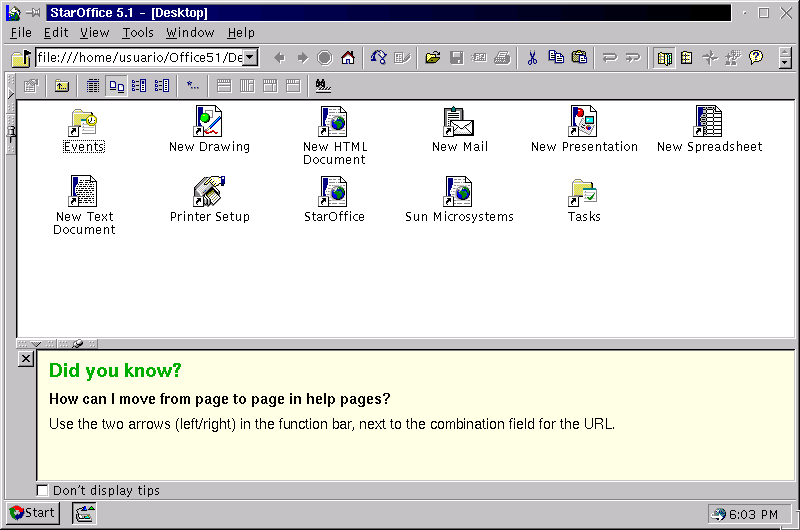 StarOffice 5.1 - [Desktop]
File Edit View Tools Window Help
file:///home/usuario/Office51/De
Events
New Drawing
New HTML
Document
New Mail
New Presentation
New Spreadsheet
New Text
Document
Printer Setup
StarOffice
Sun Microsystems
Tasks
Did you know?
How can I move from page to page in help pages?
Use the two arrows (left/right) in the function bar, next to the combination field for the URL.
Don't display tips
Start
6:03 PM